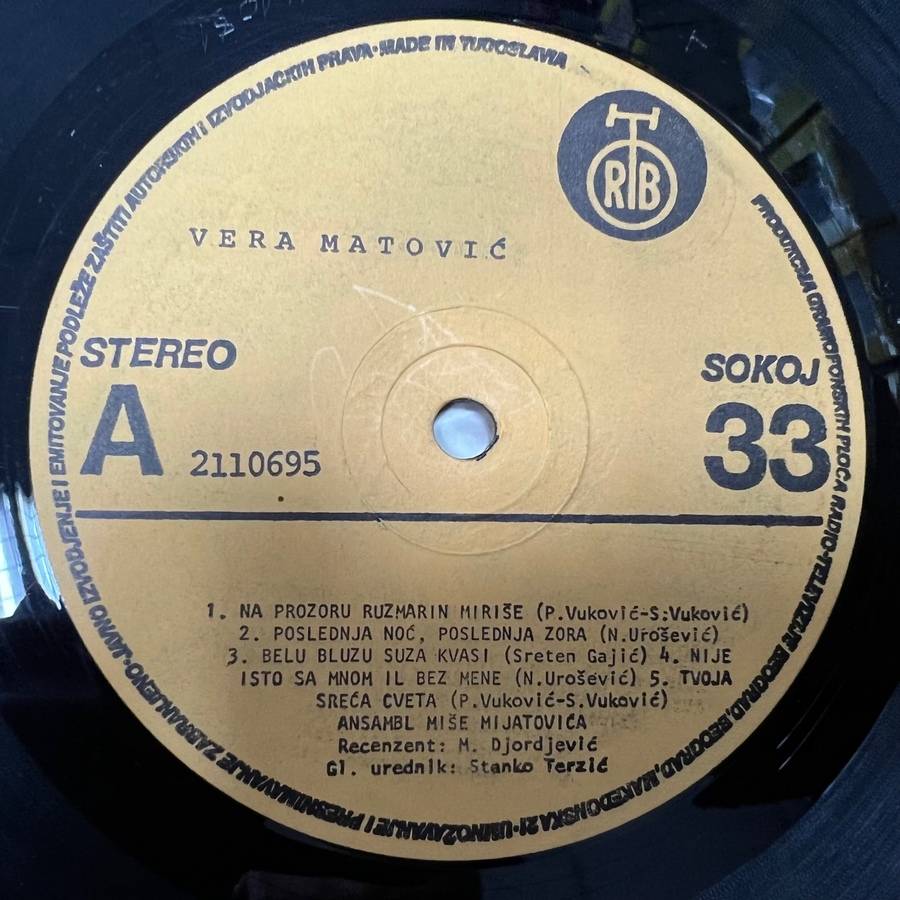 PRODUKCIJA GRAMOFONSKIH PLOČA RADIO-TELEVIZIJE BEOGRAD, BEOGRAD, MAKEDONSKA 21 · UMNOŽAVANJE I PRESNIMAVANJE ZABRANJENO · JAVNO IZVODJENJE I EMITOVANJE PODLEŽE ZAŠTITI AUTORSKIH I IZVODJAČKIH PRAVA · MADE IN YUGOSLAVIA
RTB
VERA MATOVIĆ
STEREO
SOKOJ
A 2110695
33
1. NA PROZORU RUZMARIN MIRIŠE (P.Vuković-S:Vuković)
2. POSLEDNJA NOĆ, POSLEDNJA ZORA (N.Urošević)
3. BELU BLUZU SUZA KVASI (Sreten Gajić) 4. NIJE
ISTO SA MNOM IL BEZ MENE (N.Urošević) 5. TVOJA
SREĆA CVETA (P.Vuković-S.Vuković)
ANSAMBL MIŠE MIJATOVIĆA
Recenzent: M. Djordjević
Gl. urednik: Stanko Terzić